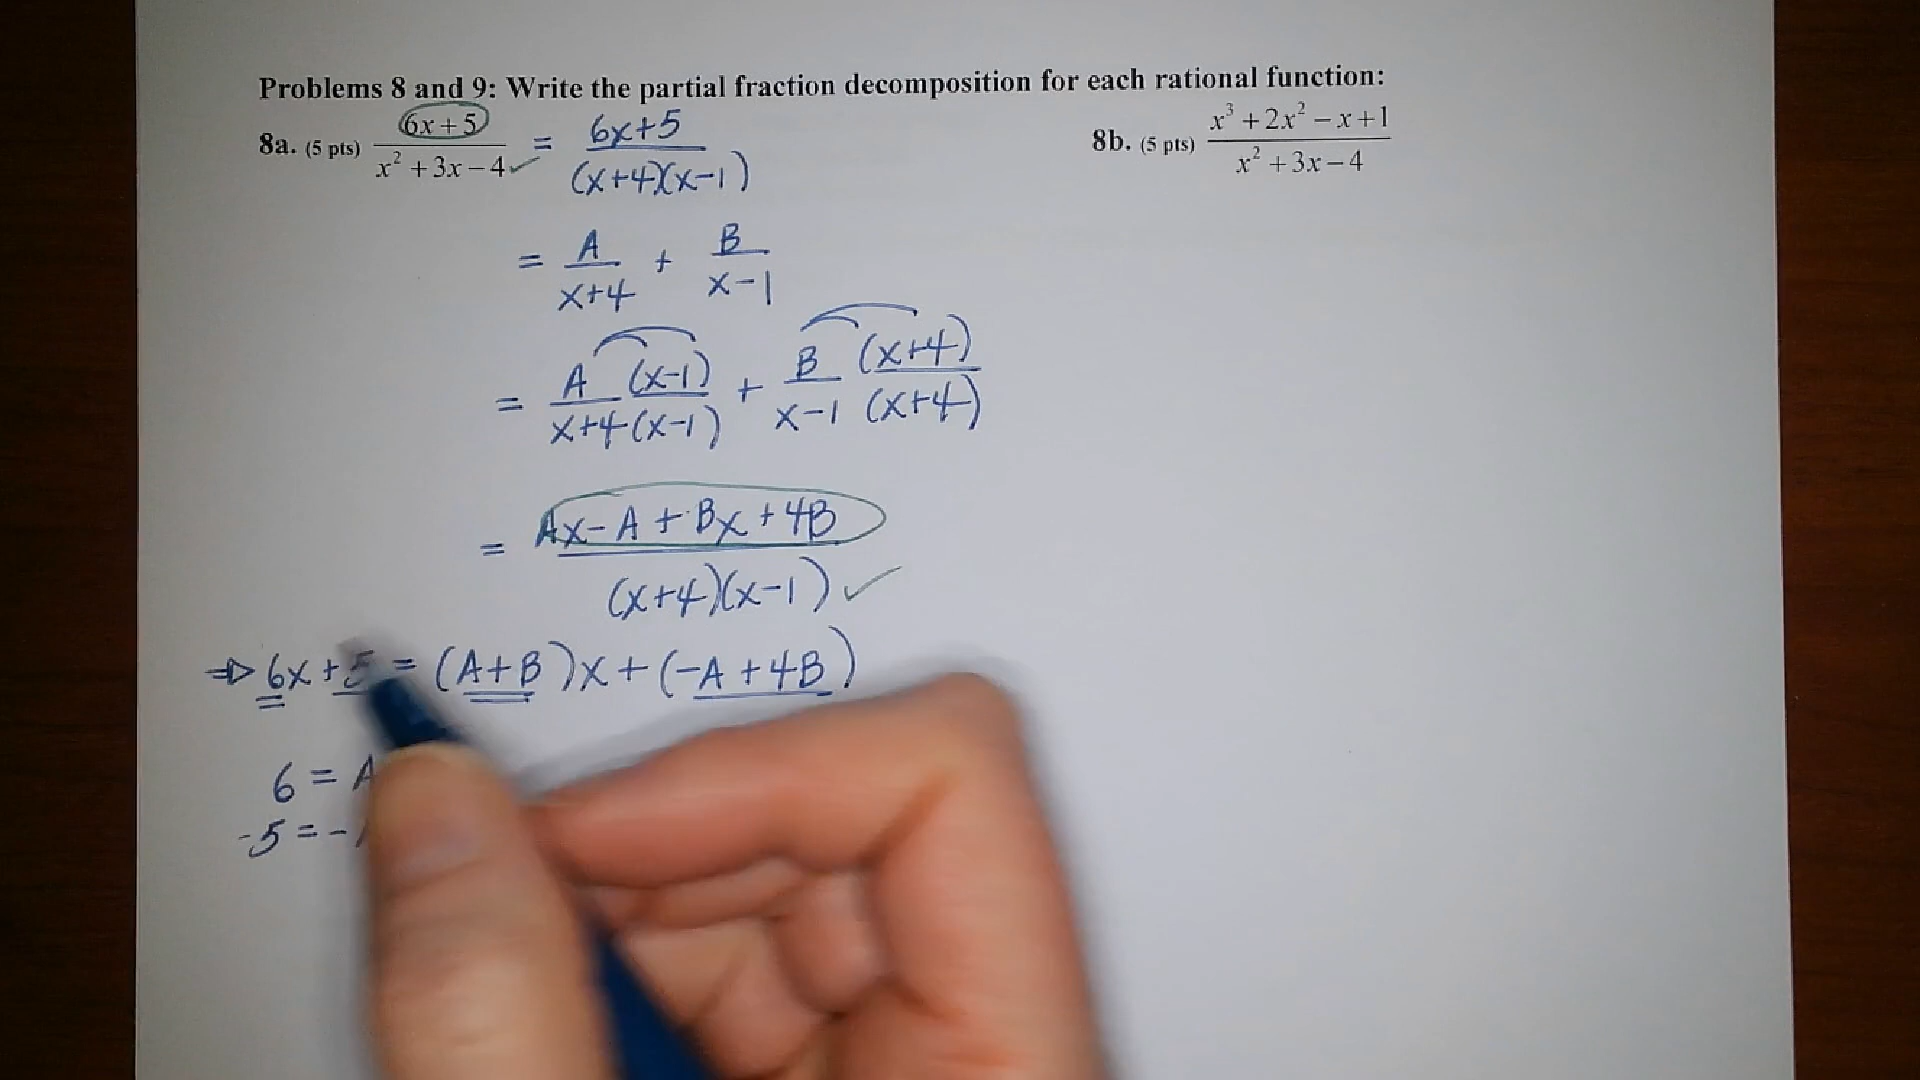 Problems 8 and 9: Write the partial fraction decomposition for each rational function:
8a. (5 pts) (6x+5)/(x² + 3x − 4) ✓ = (6x+5)/((x+4)(x−1))
8b. (5 pts) (x³ + 2x² − x + 1)/(x² + 3x − 4)
= A/(x+4) + B/(x−1)
= A (x−1)/(x+4 (x−1)) + B (x+4)/(x−1 (x+4))
= (Ax − A + Bx + 4B)/((x+4)(x−1)) ✓
⇒ 6x + 5 = (A+B)x + (−A + 4B)
6 = A
-5 = −